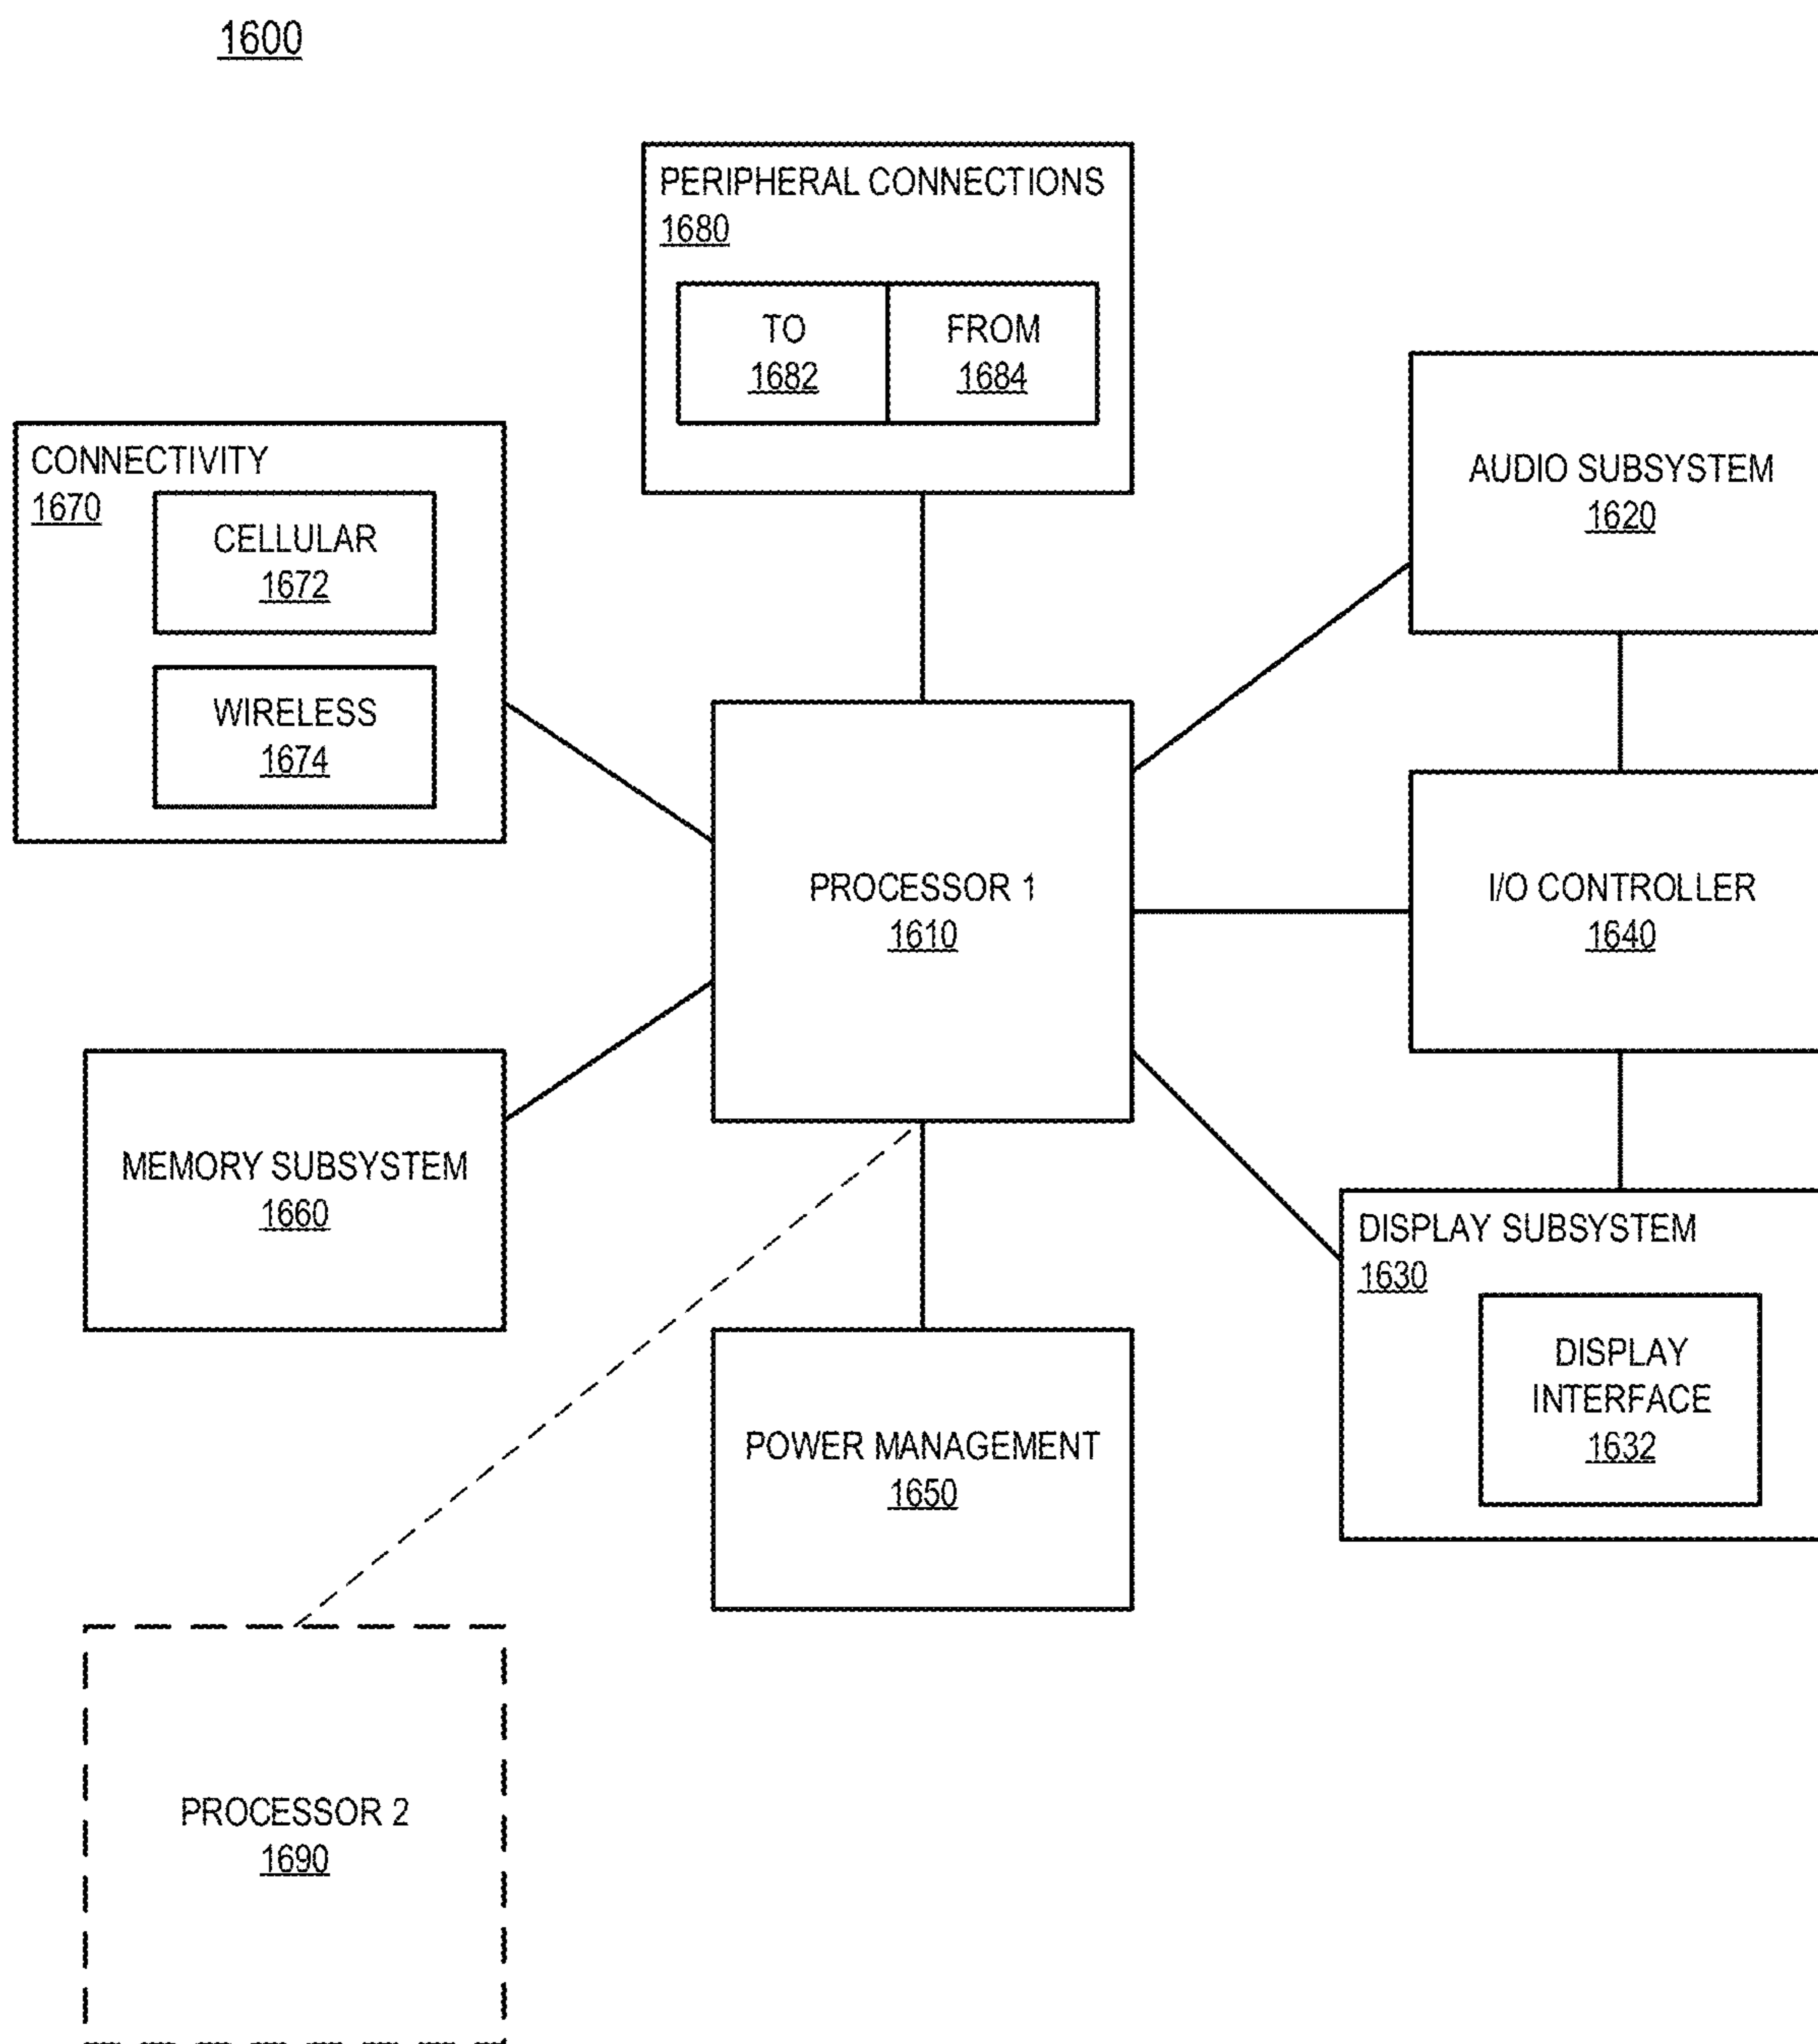 1600
PERIPHERAL CONNECTIONS
1680
TO
1682
FROM
1684
CONNECTIVITY
1670
CELLULAR
1672
WIRELESS
1674
AUDIO SUBSYSTEM
1620
PROCESSOR 1
1610
I/O CONTROLLER
1640
MEMORY SUBSYSTEM
1660
DISPLAY SUBSYSTEM
1630
DISPLAY
INTERFACE
1632
POWER MANAGEMENT
1650
PROCESSOR 2
1690